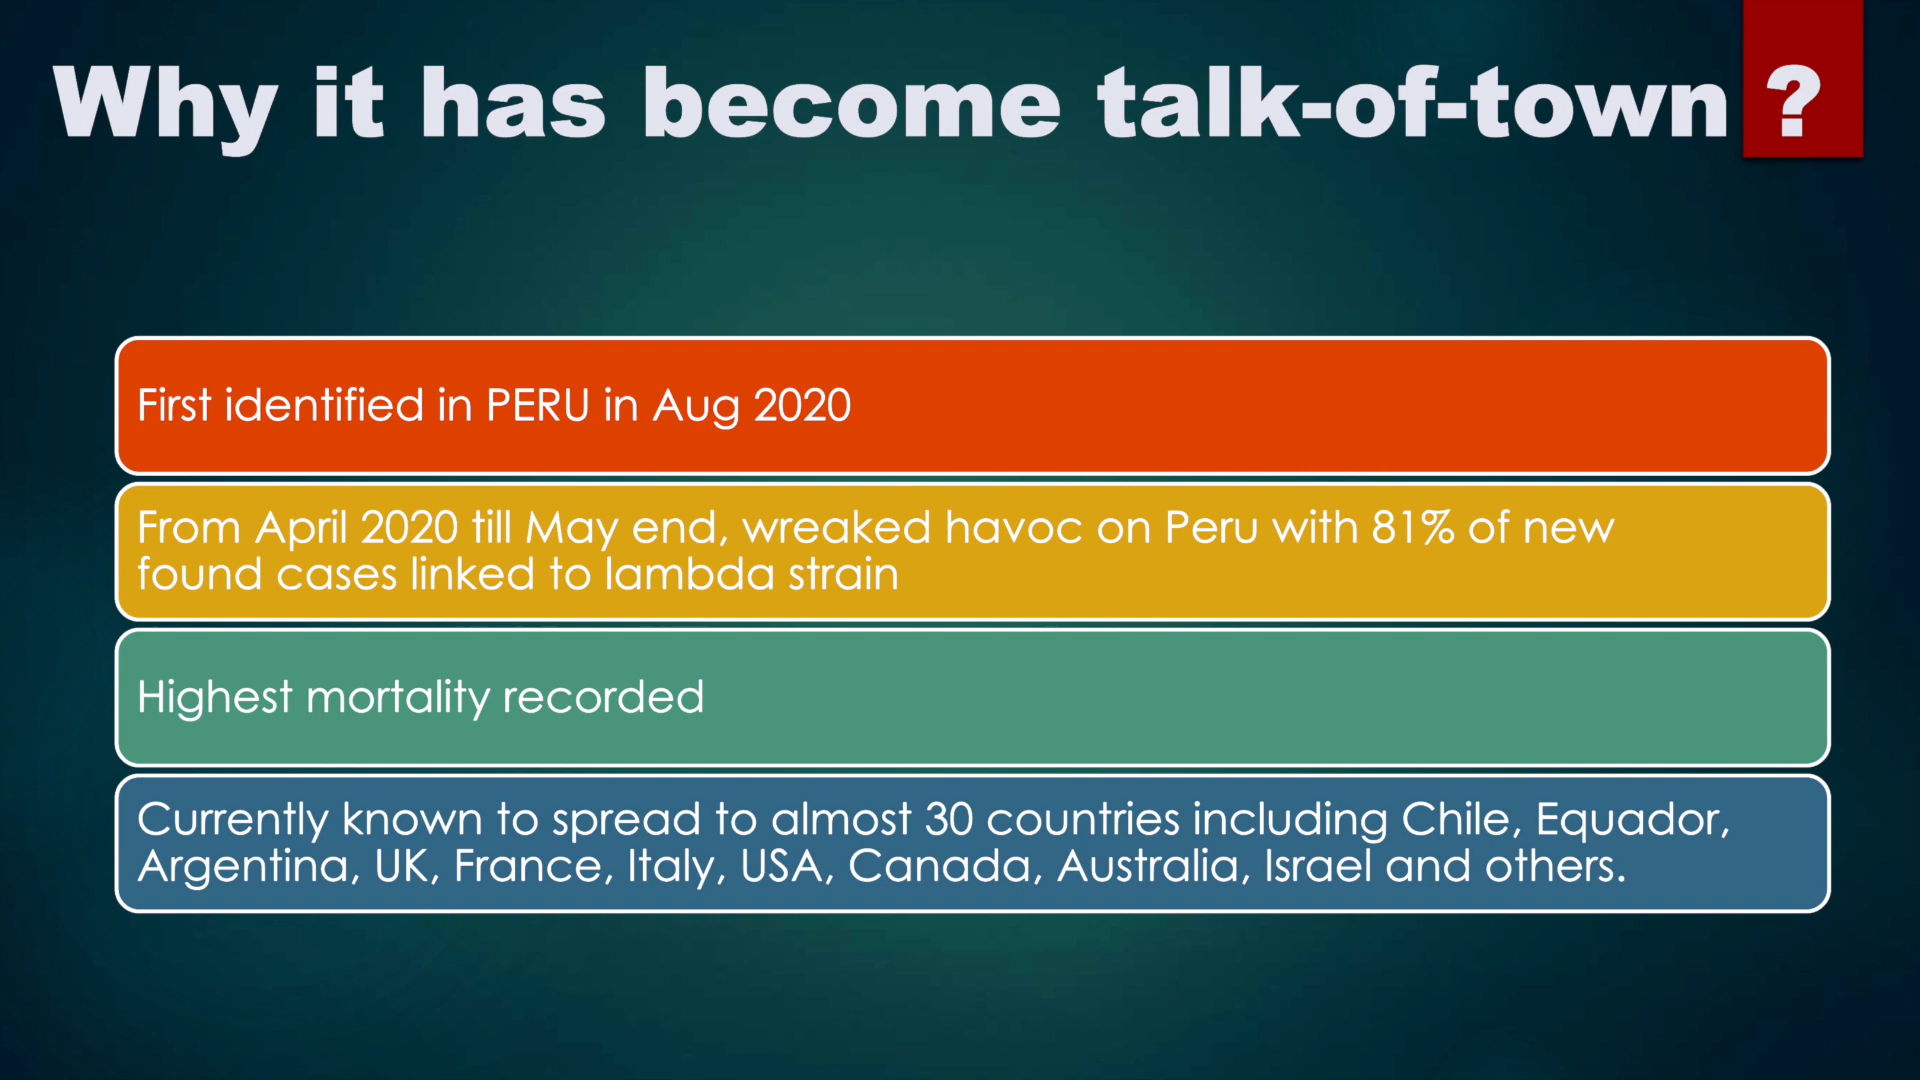 Why it has become talk-of-town ?
First identified in PERU in Aug 2020
From April 2020 till May end, wreaked havoc on Peru with 81% of new
found cases linked to lambda strain
Highest mortality recorded
Currently known to spread to almost 30 countries including Chile, Equador,
Argentina, UK, France, Italy, USA, Canada, Australia, Israel and others.